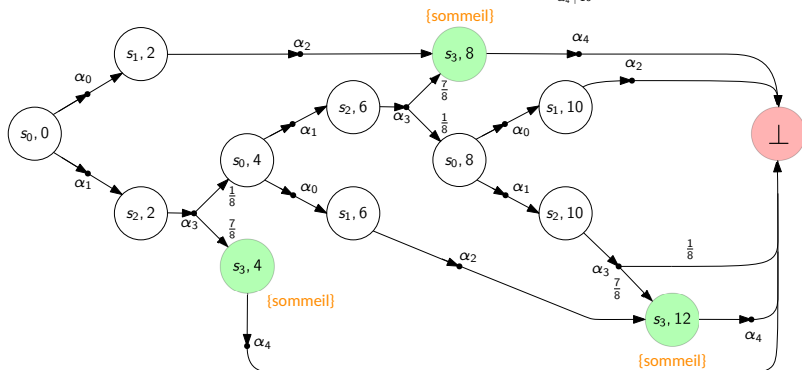 {sommeil}
s₁, 2
α₂
s₃, 8
α₄
α₀
7/8
α₂
s₂, 6
α₃
s₁, 10
s₀, 0
α₁
1/8
α₀
⊥
α₁
s₀, 4
s₀, 8
α₀
α₁
s₂, 2
1/8
s₁, 6
s₂, 10
α₃
7/8
α₂
1/8
s₃, 4
α₃
7/8
{sommeil}
s₃, 12
α₄
α₄
{sommeil}